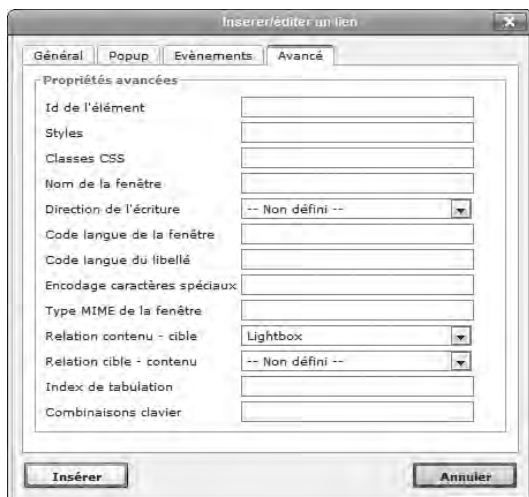 Insérer/éditer un lien
Général Popup Evènements Avancé
Propriétés avancées
Id de l'élément
Styles
Classes CSS
Nom de la fenêtre
Direction de l'écriture -- Non défini --
Code langue de la fenêtre
Code langue du libellé
Encodage caractères spéciaux
Type MIME de la fenêtre
Relation contenu - cible Lightbox
Relation cible - contenu -- Non défini --
Index de tabulation
Combinaisons clavier
Insérer Annuler